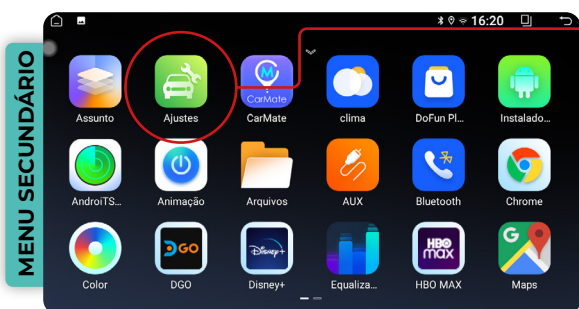 MENU SECUNDÁRIO
16:20
CarMate
Assunto Ajustes CarMate clima DoFun Pl... Instalado...
AndroiTS... Animação Arquivos AUX Bluetooth Chrome
DGO Disney+ HBO max G
Color DGO Disney+ Equaliza... HBO MAX Maps